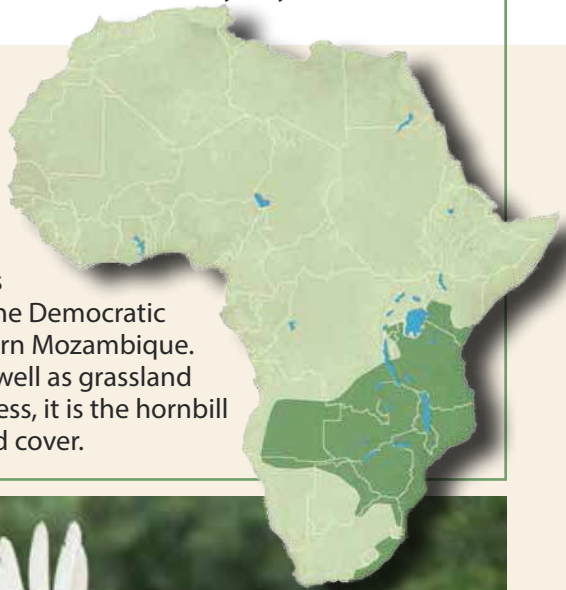 he Democratic
rn Mozambique.
well as grassland
ess, it is the hornbill
d cover.